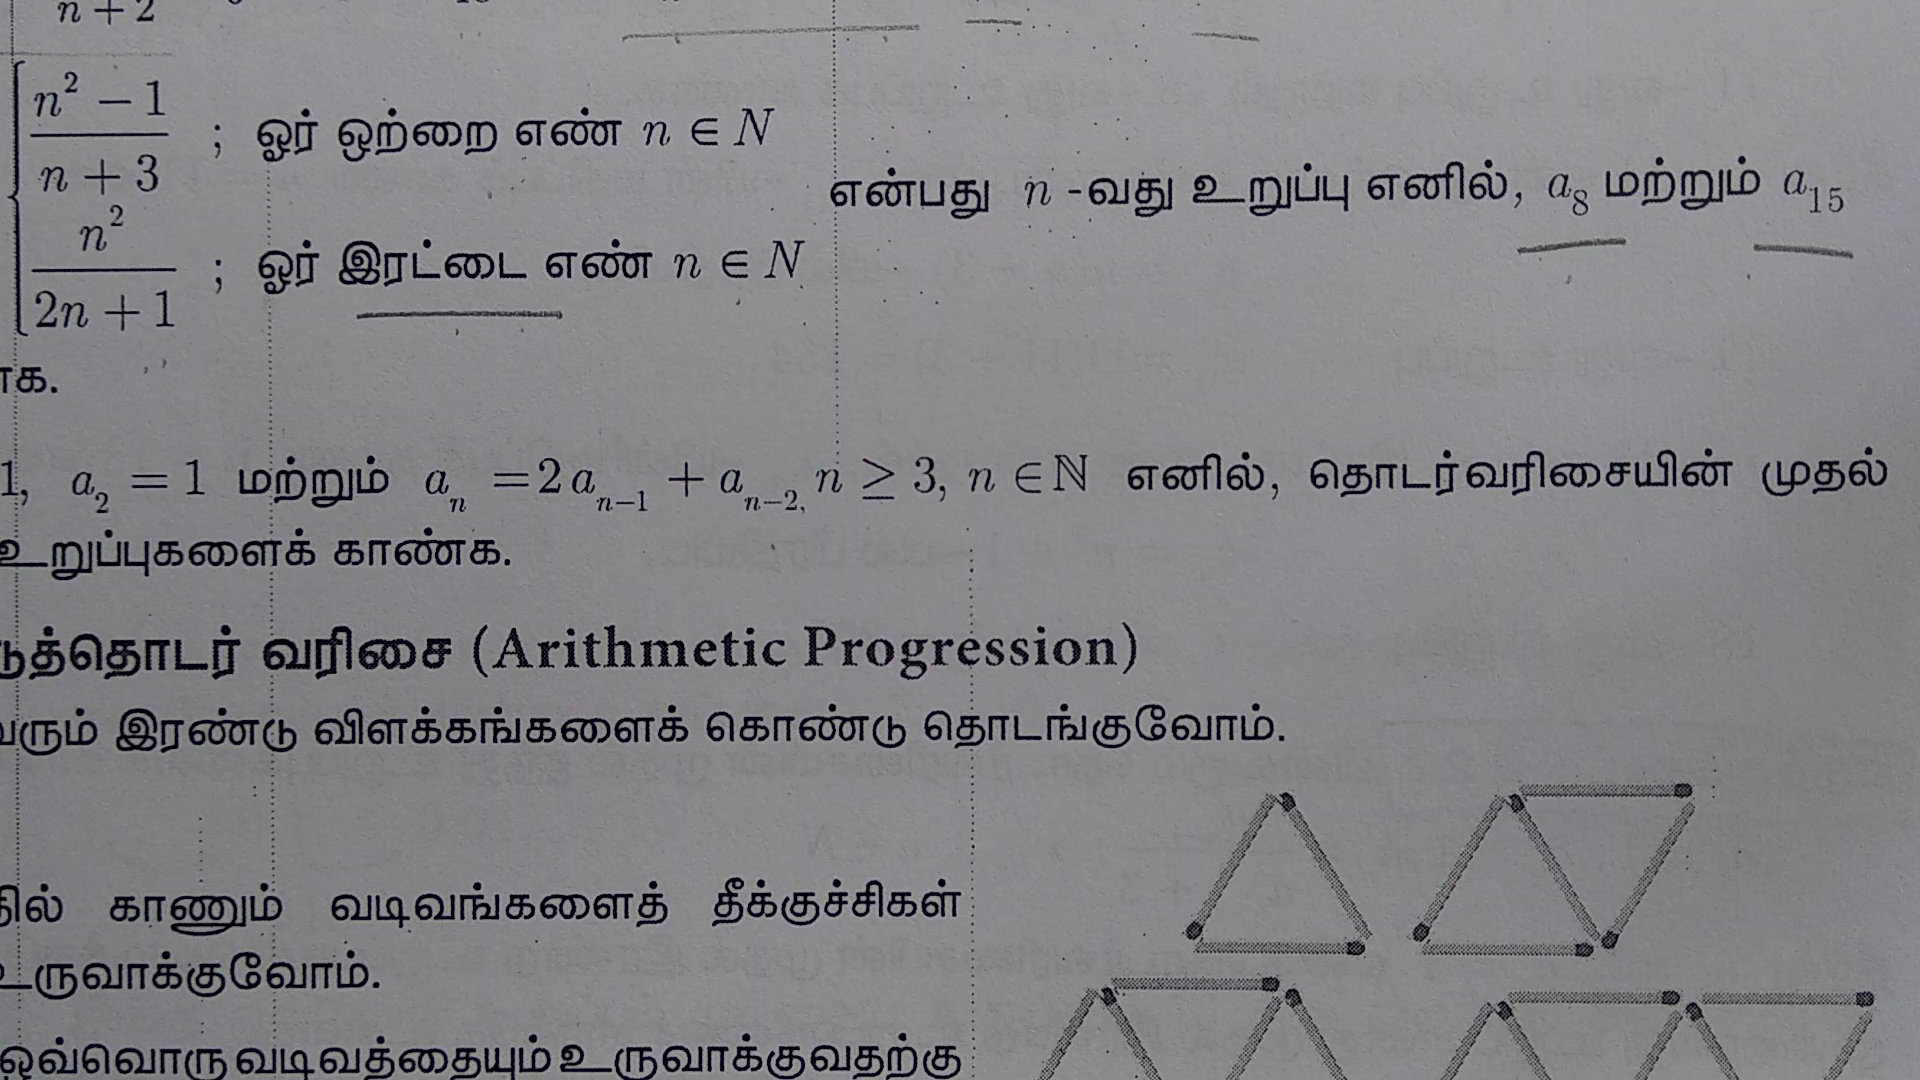 n + 2
n² − 1 / n + 3 ; ஓர் ஒற்றை எண் n ∈ N
என்பது n -வது உறுப்பு எனில், a₈ மற்றும் a₁₅
n² / 2n + 1 ; ஓர் இரட்டை எண் n ∈ N
1, a₂ = 1 மற்றும் aₙ = 2aₙ₋₁ + aₙ₋₂, n ≥ 3, n ∈ ℕ எனில், தொடர்வரிசையின் முதல்
உறுப்புகளைக் காண்க.
வரிசை (Arithmetic Progression)
இரண்டு விளக்கங்களைக் கொண்டு தொடங்குவோம்.
காணும் வடிவங்களைத் தீக்குச்சிகள்
உருவாக்குவோம்.
ஒவ்வொரு வடிவத்தையும் உருவாக்குவதற்கு